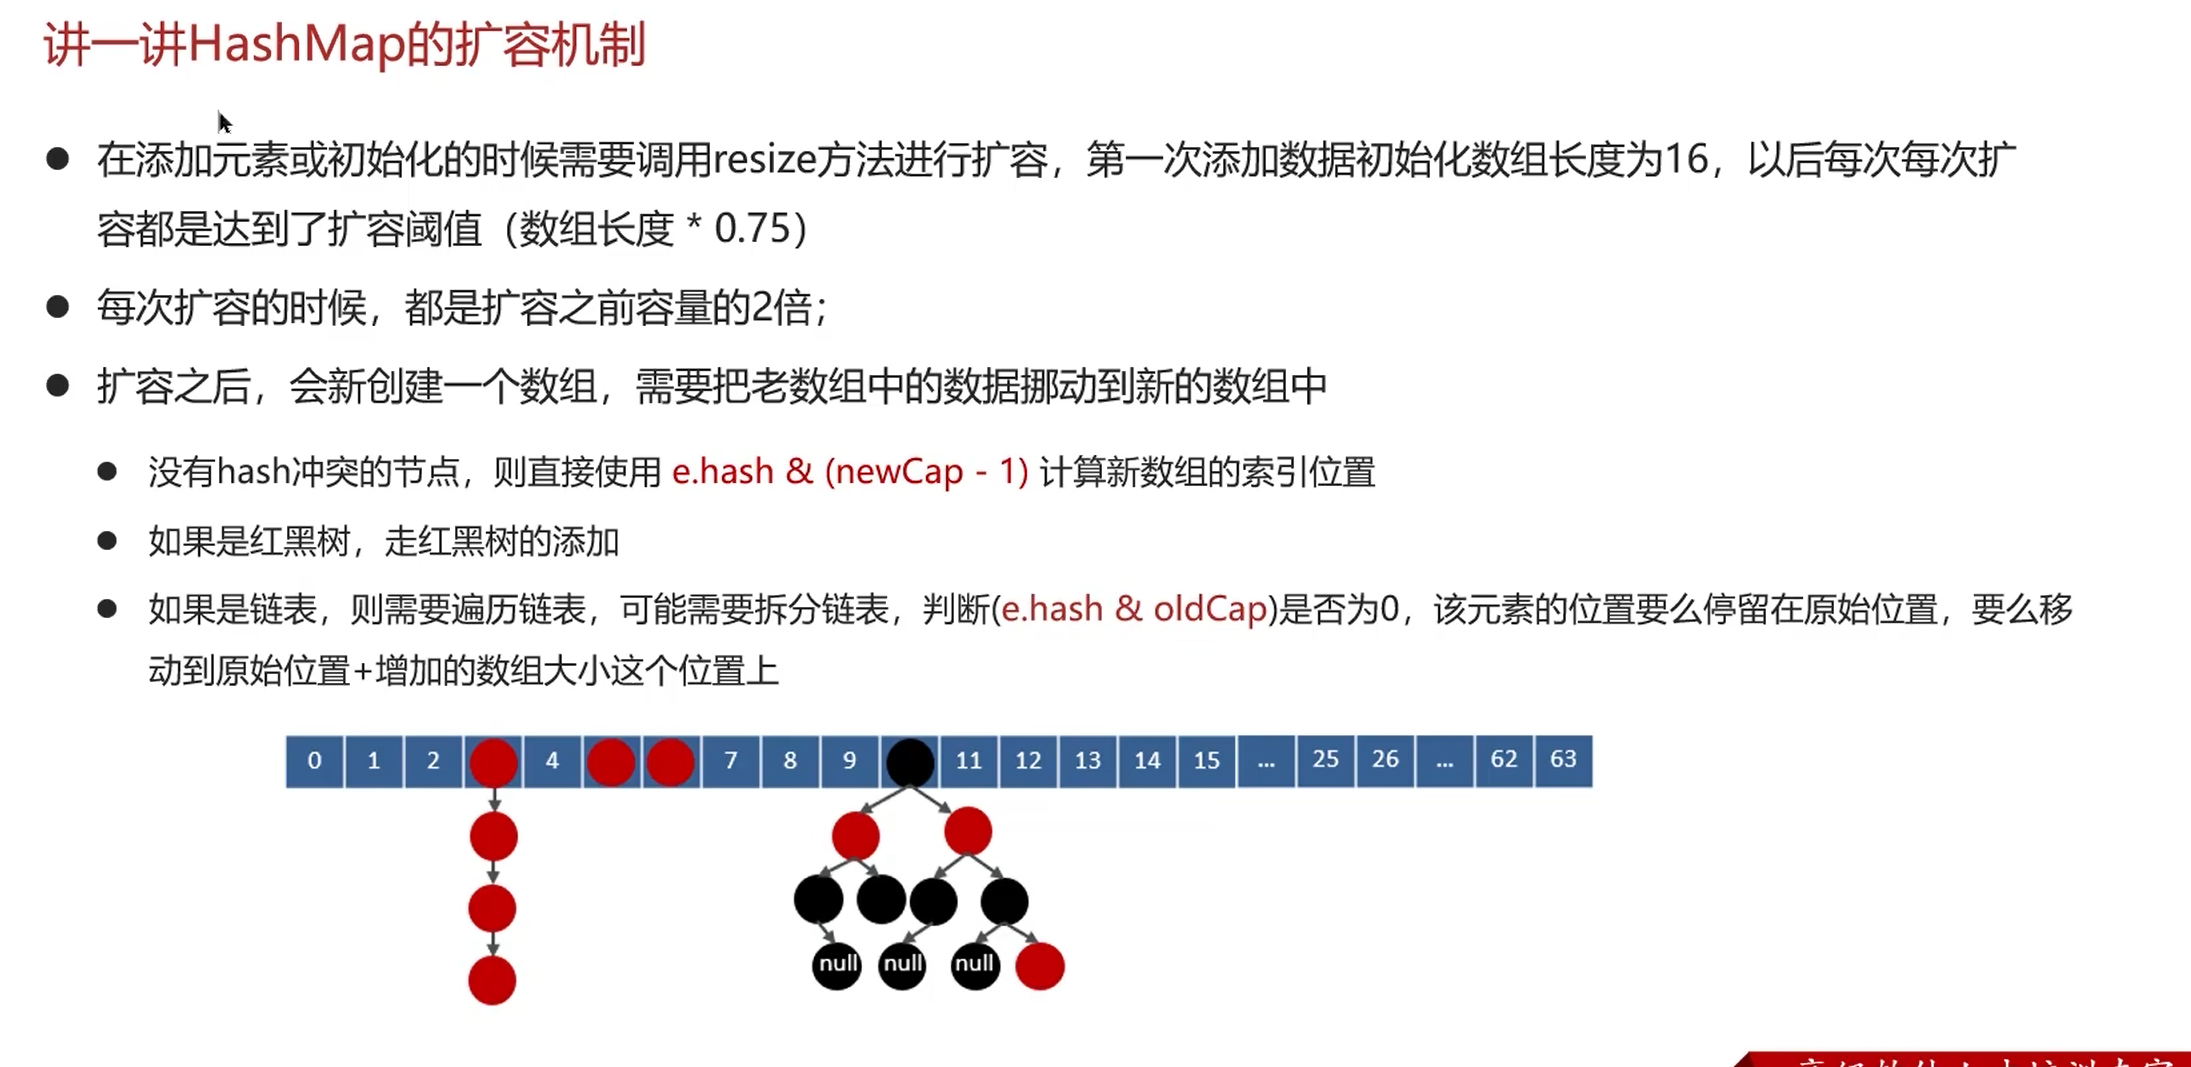 讲一讲HashMap的扩容机制
● 在添加元素或初始化的时候需要调用resize方法进行扩容，第一次添加数据初始化数组长度为16，以后每次每次扩
容都是达到了扩容阈值（数组长度 * 0.75）
● 每次扩容的时候，都是扩容之前容量的2倍；
● 扩容之后，会新创建一个数组，需要把老数组中的数据挪动到新的数组中
● 没有hash冲突的节点，则直接使用 e.hash & (newCap - 1) 计算新数组的索引位置
● 如果是红黑树，走红黑树的添加
● 如果是链表，则需要遍历链表，可能需要拆分链表，判断(e.hash & oldCap)是否为0，该元素的位置要么停留在原始位置，要么移
动到原始位置+增加的数组大小这个位置上
0 1 2 4 7 8 9 11 12 13 14 15 ... 25 26 ... 62 63
null null null